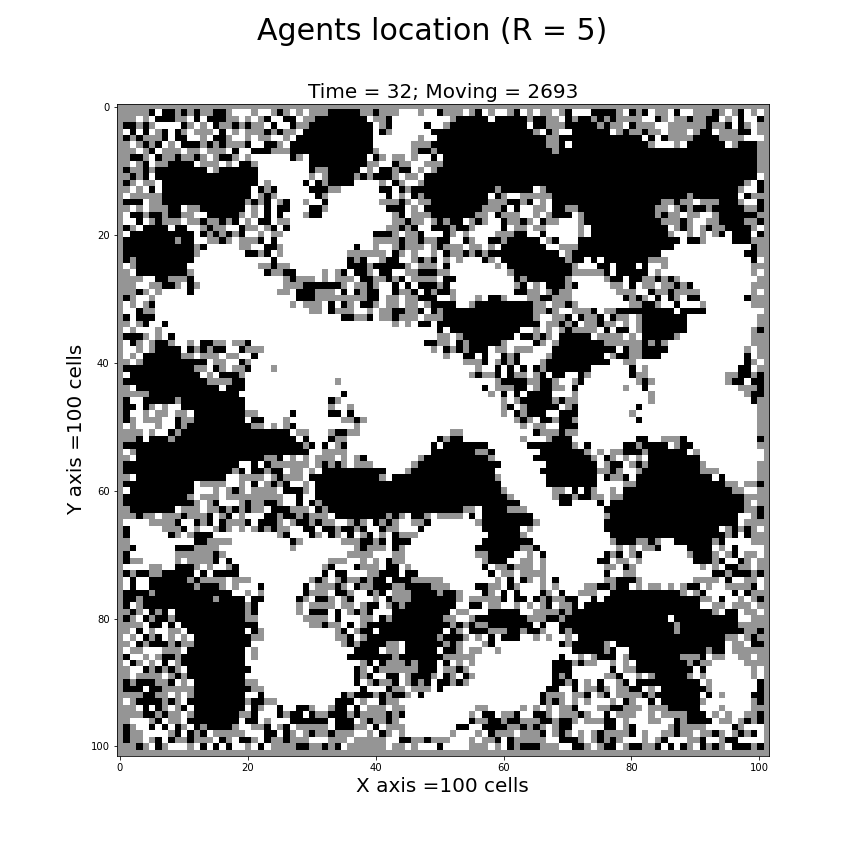 Agents location (R = 5)
Time = 32; Moving = 2693
0
20
40
60
80
100
Y axis =100 cells
0 20 40 60 80 100
X axis =100 cells